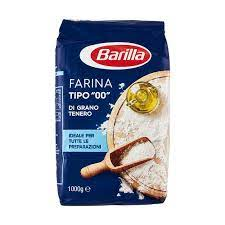 Barilla
FARINA
TIPO "00"
DI GRANO
TENERO
IDEALE PER
TUTTE LE
PREPARAZIONI
1000g ℮